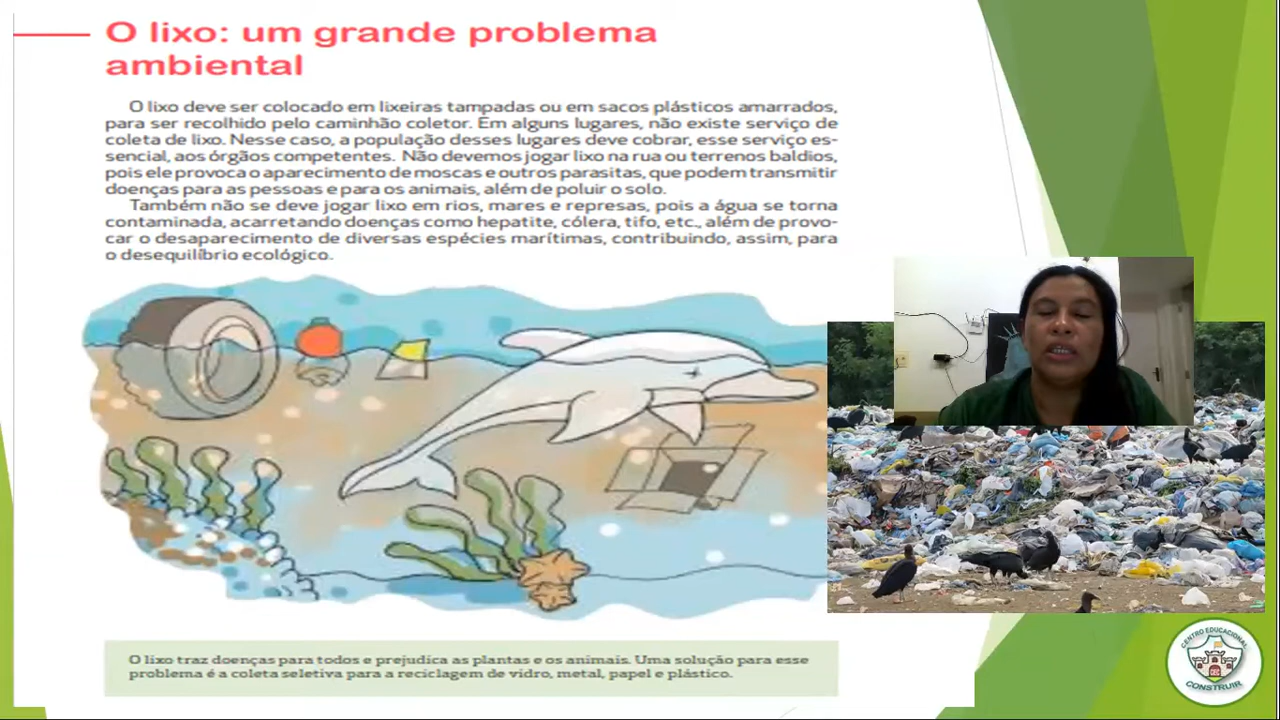 O lixo: um grande problema
ambiental
O lixo deve ser colocado em lixeiras tampadas ou em sacos plásticos amarrados,
para ser recolhido pelo caminhão coletor. Em alguns lugares, não existe serviço de
coleta de lixo. Nesse caso, a população desses lugares deve cobrar, esse serviço es-
sencial, aos órgãos competentes. Não devemos jogar lixo na rua ou terrenos baldios,
pois ele provoca o aparecimento de moscas e outros parasitas, que podem transmitir
doenças para as pessoas e para os animais, além de poluir o solo.
Também não se deve jogar lixo em rios, mares e represas, pois a água se torna
contaminada, acarretando doenças como hepatite, cólera, tifo, etc., além de provo-
car o desaparecimento de diversas espécies marítimas, contribuindo, assim, para
o desequilíbrio ecológico.
O lixo traz doenças para todos e prejudica as plantas e os animais. Uma solução para esse
problema é a coleta seletiva para a reciclagem de vidro, metal, papel e plástico.
CENTRO EDUCACIONAL
CEC
CONSTRUIR